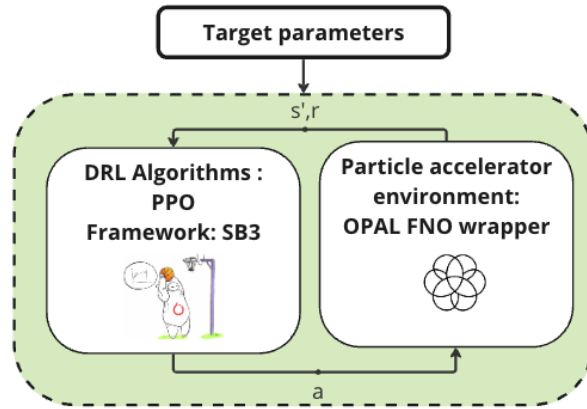 Target parameters
s',r
DRL Algorithms :
PPO
Framework: SB3
Particle accelerator
environment:
OPAL FNO wrapper
a